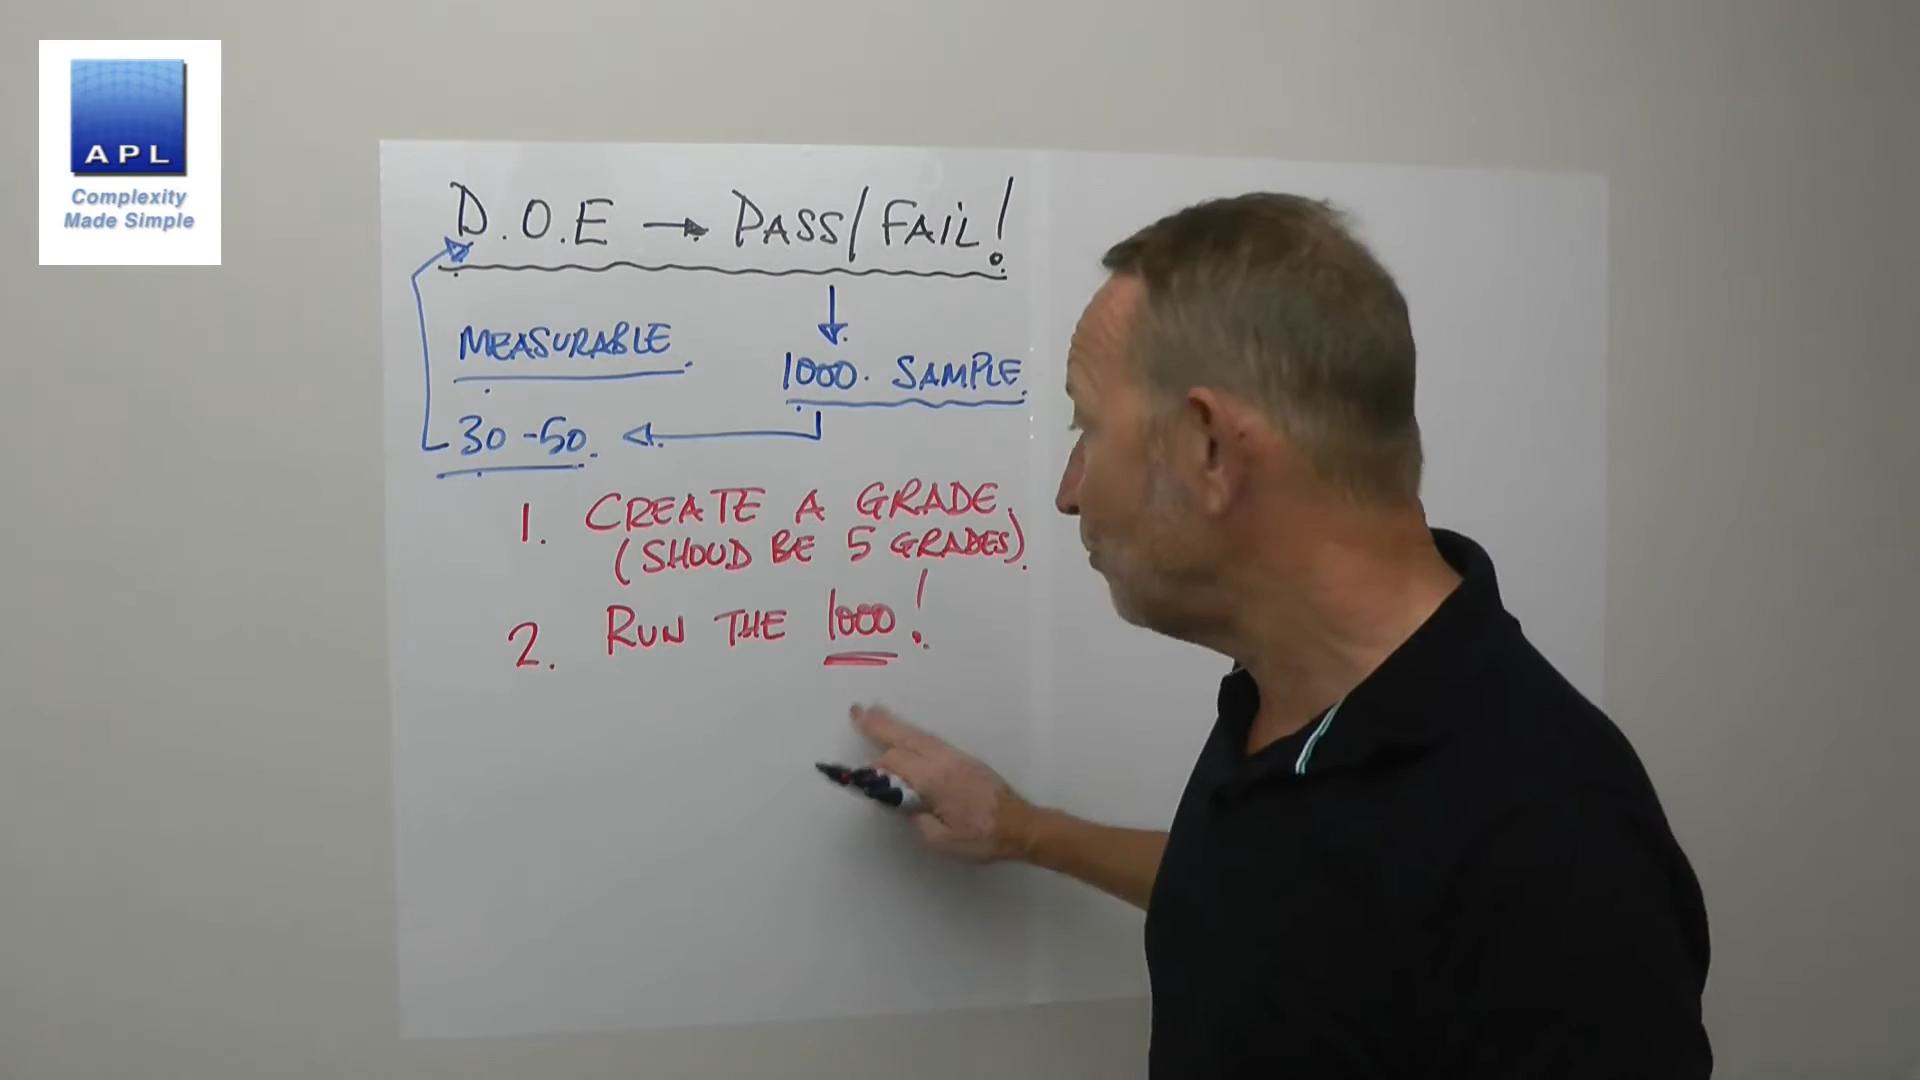 APL
Complexity
Made Simple
D.O.E → PASS/FAIL!
MEASURABLE
1000. SAMPLE
30-50
1. CREATE A GRADE.
(SHOUD BE 5 GRADES).
2. RUN THE 1000!